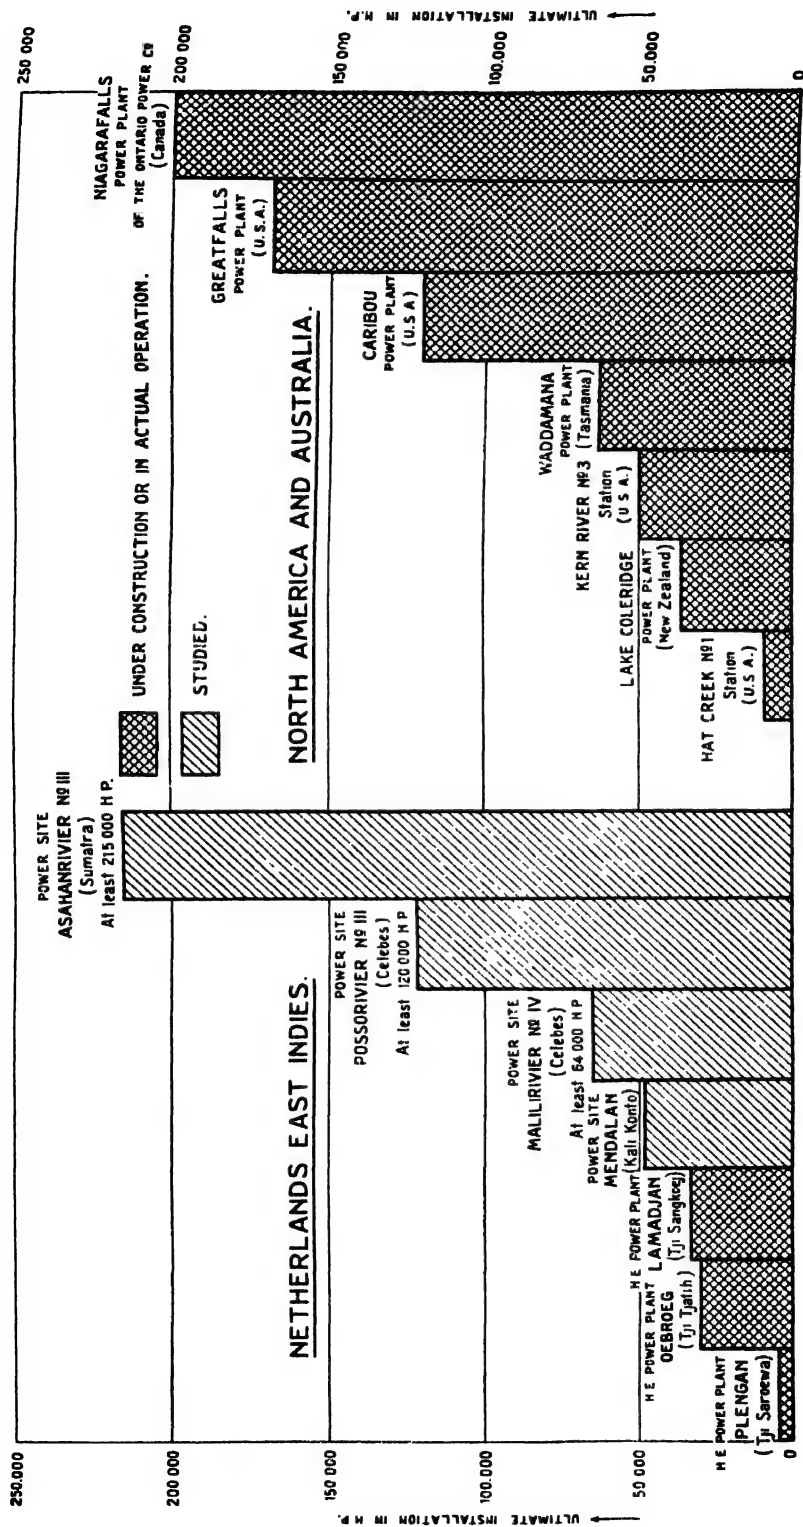 ULTIMATE INSTALLATION IN H.P.
250.000
200 000
150.000
100.000
50 000
0
NETHERLANDS EAST INDIES.
H E POWER PLANT
PLENGAN
(Tji Saroewa)
H E POWER PLANT
OEBROEG
(Tji Tjatih)
H E POWER PLANT
LAMADJAN
(Tji Sangkoej)
POWER SITE
MENDALAN
(Kali Konto)
POWER SITE
MALILIRIVIER Nº IV
(Celebes)
At least 64 000 HP
POWER SITE
POSSORIVIER Nº III
(Celebes)
At least 120 000 HP
POWER SITE
ASAHANRIVIER Nº III
(Sumatra)
At least 215 000 H P.
UNDER CONSTRUCTION OR IN ACTUAL OPERATION.
STUDIED.
NORTH AMERICA AND AUSTRALIA.
HAT CREEK Nº1
Station
(U.S.A.)
LAKE COLERIDGE
POWER PLANT
(New Zealand)
KERN RIVER Nº3
Station
(U S A.)
WADDAMANA
POWER PLANT
(Tasmania)
CARIBOU
POWER PLANT
(U.S.A)
GREATFALLS
POWER PLANT
(U.S.A.)
NIAGARAFALLS
POWER PLANT
OF THE ONTARIO POWER Cº
(Canada)
250 000
200 000
150 000
100.000
50.000
0
ULTIMATE INSTALLATION IN H.P.